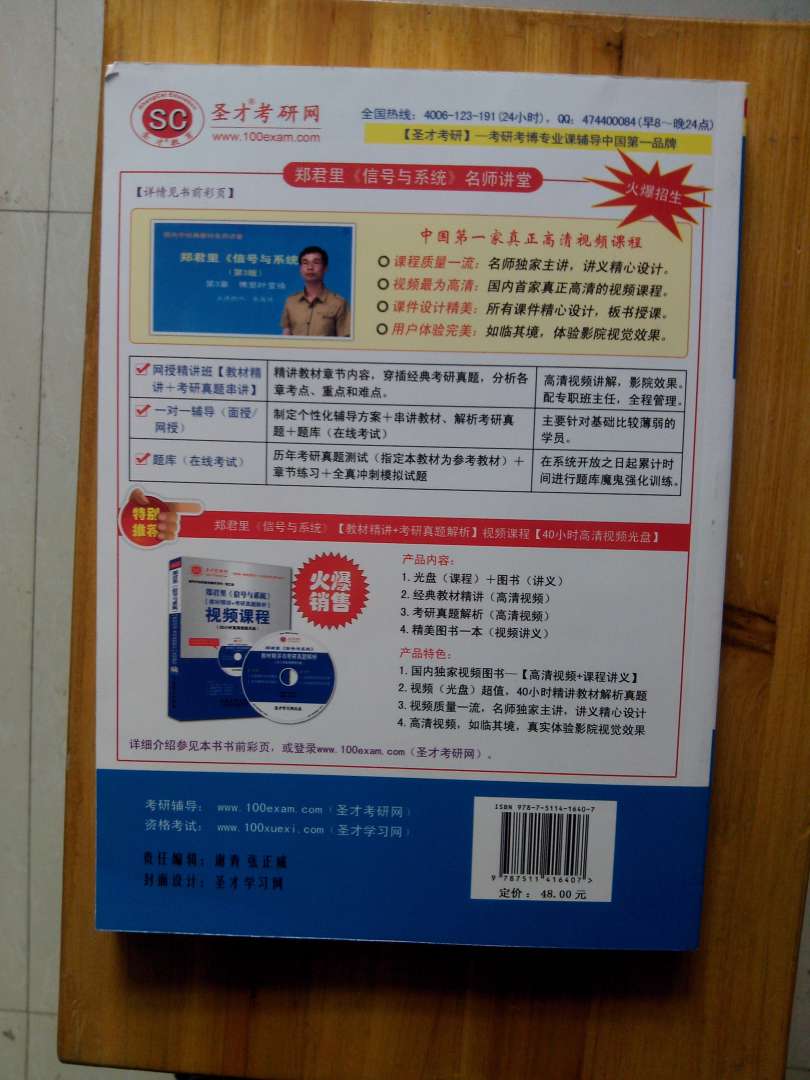 SC
圣才教育
圣才考研网
www.100exam.com
全国热线：4006-123-191(24小时)，QQ：474400084(早8～晚24点)
【圣才考研】—考研考博专业课辅导中国第一品牌
郑君里《信号与系统》名师讲堂
火爆招生
【详情见书前彩页】
郑君里《信号与系统
（第3版）
中国第一家真正高清视频课程
课程质量一流：名师独家主讲，讲义精心设计。
视频最为高清：国内首家真正高清的视频课程。
课件设计精美：所有课件精心设计，板书授课。
用户体验完美：如临其境，体验影院视觉效果。
网授精讲班【教材精讲＋考研真题串讲】
精讲教材章节内容，穿插经典考研真题，分析各章考点、重点和难点。
高清视频讲解，影院效果。配专职班主任，全程管理。
一对一辅导（面授/网授）
制定个性化辅导方案＋串讲教材、解析考研真题＋题库（在线考试）
主要针对基础比较薄弱的学员。
题库（在线考试）
历年考研真题测试（指定本教材为参考教材）＋章节练习＋全真冲刺模拟试题
在系统开放之日起累计时间进行题库魔鬼强化训练。
特别推荐
郑君里《信号与系统》【教材精讲+考研真题解析】视频课程【40小时高清视频光盘】
郑君里《信号与系统》
视频课程
火爆销售
产品内容：
1. 光盘（课程）＋图书（讲义）
2. 经典教材精讲（高清视频）
3. 考研真题解析（高清视频）
4. 精美图书一本（视频讲义）
产品特色：
1. 国内独家视频图书—【高清视频+课程讲义】
2. 视频（光盘）超值，40小时精讲教材解析真题
3. 视频质量一流，名师独家主讲，讲义精心设计
4. 高清视频，如临其境，真实体验影院视觉效果
详细介绍参见本书书前彩页，或登录www.100exam.com（圣才考研网）。
考研辅导： www.100exam.com（圣才考研网）
资格考试： www.100xuexi.com（圣才学习网）
封面设计：圣才学习网
ISBN 978-7-5114-1640-7
9 787511 416407 >
定价： 48.00 元